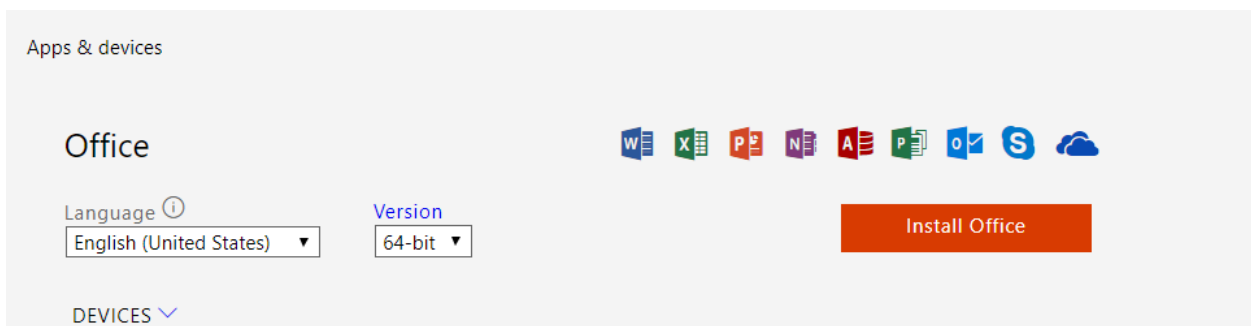 Apps & devices
Office
Language
Version
English (United States)
64-bit
Install Office
DEVICES